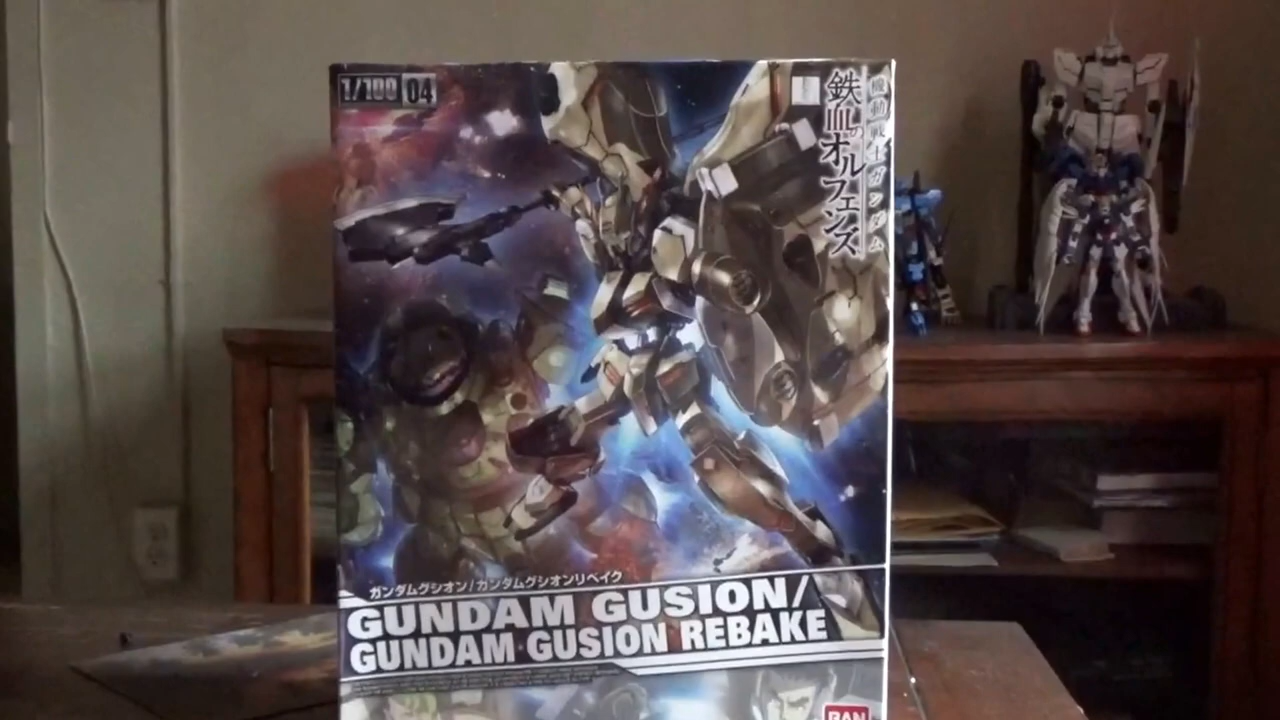 1/100 04
機動戦士ガンダム
鉄血のオルフェンズ
ガンダムグシオン/ガンダムグシオンリベイク
GUNDAM GUSION/
GUNDAM GUSION REBAKE
BAN